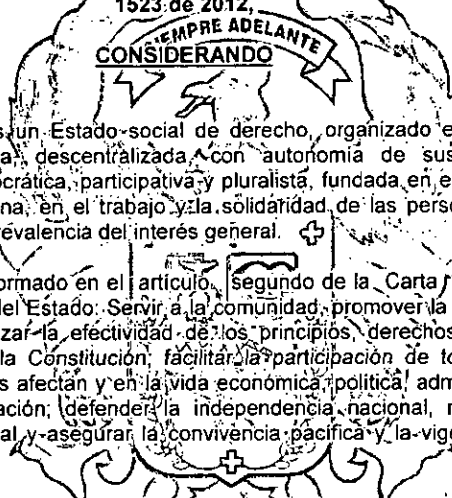 1523 de 2012,
SIEMPRE ADELANTE
CONSIDERANDO
s un Estado social de derecho, organizado e
a, descentralizada, con autonomía de sus
ocrática, participativa y pluralista, fundada en e
na, en el trabajo y la solidaridad de las perso
revalencia del interés general.
ormado en el artículo segundo de la Carta
del Estado: Servir a la comunidad, promover la
zar la efectividad de los principios, derechos
la Constitución; facilitar la participación de to
s afectan y en la vida económica, política, adm
ación; defender la independencia nacional, m
al y asegurar la convivencia pacífica y la vige